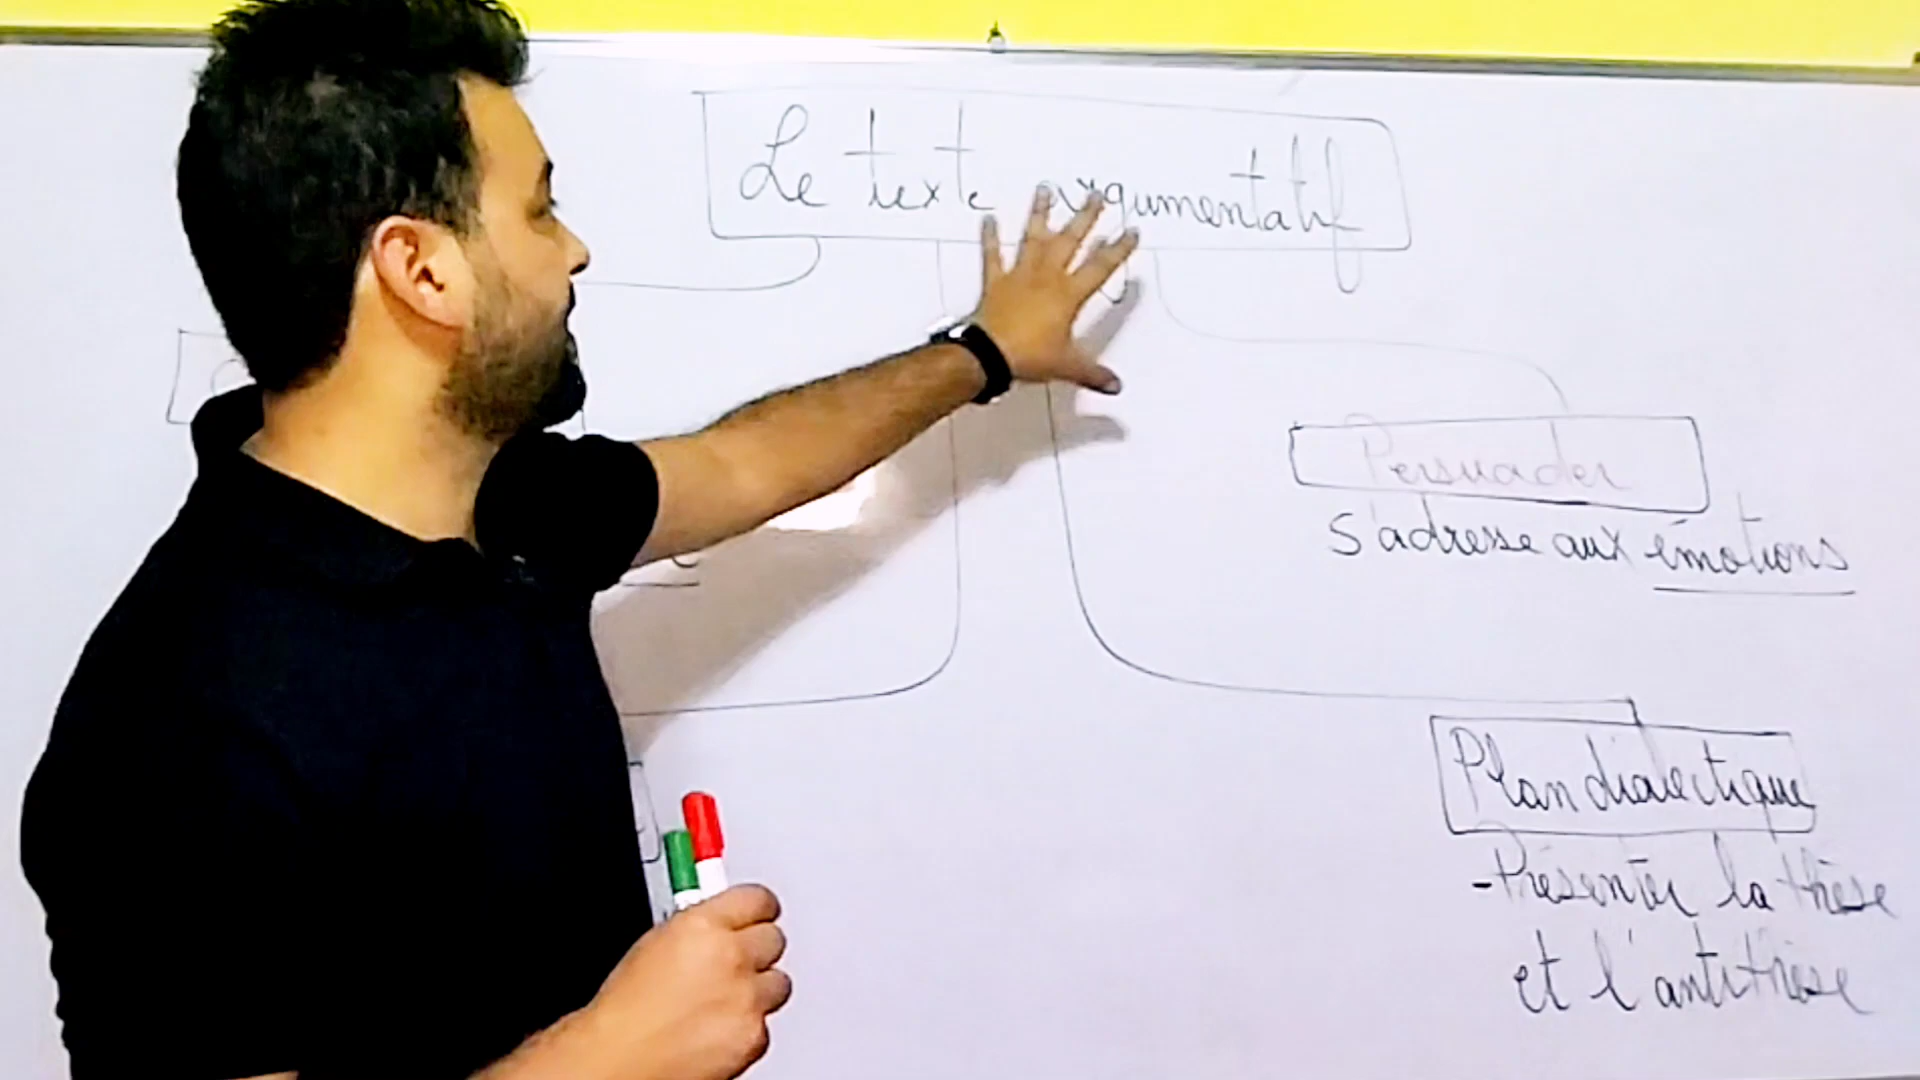 Le texte argumentatif
Persuader
s'adresse aux émotions
Plan dialectique
- Présenter la thèse
et l'antithèse